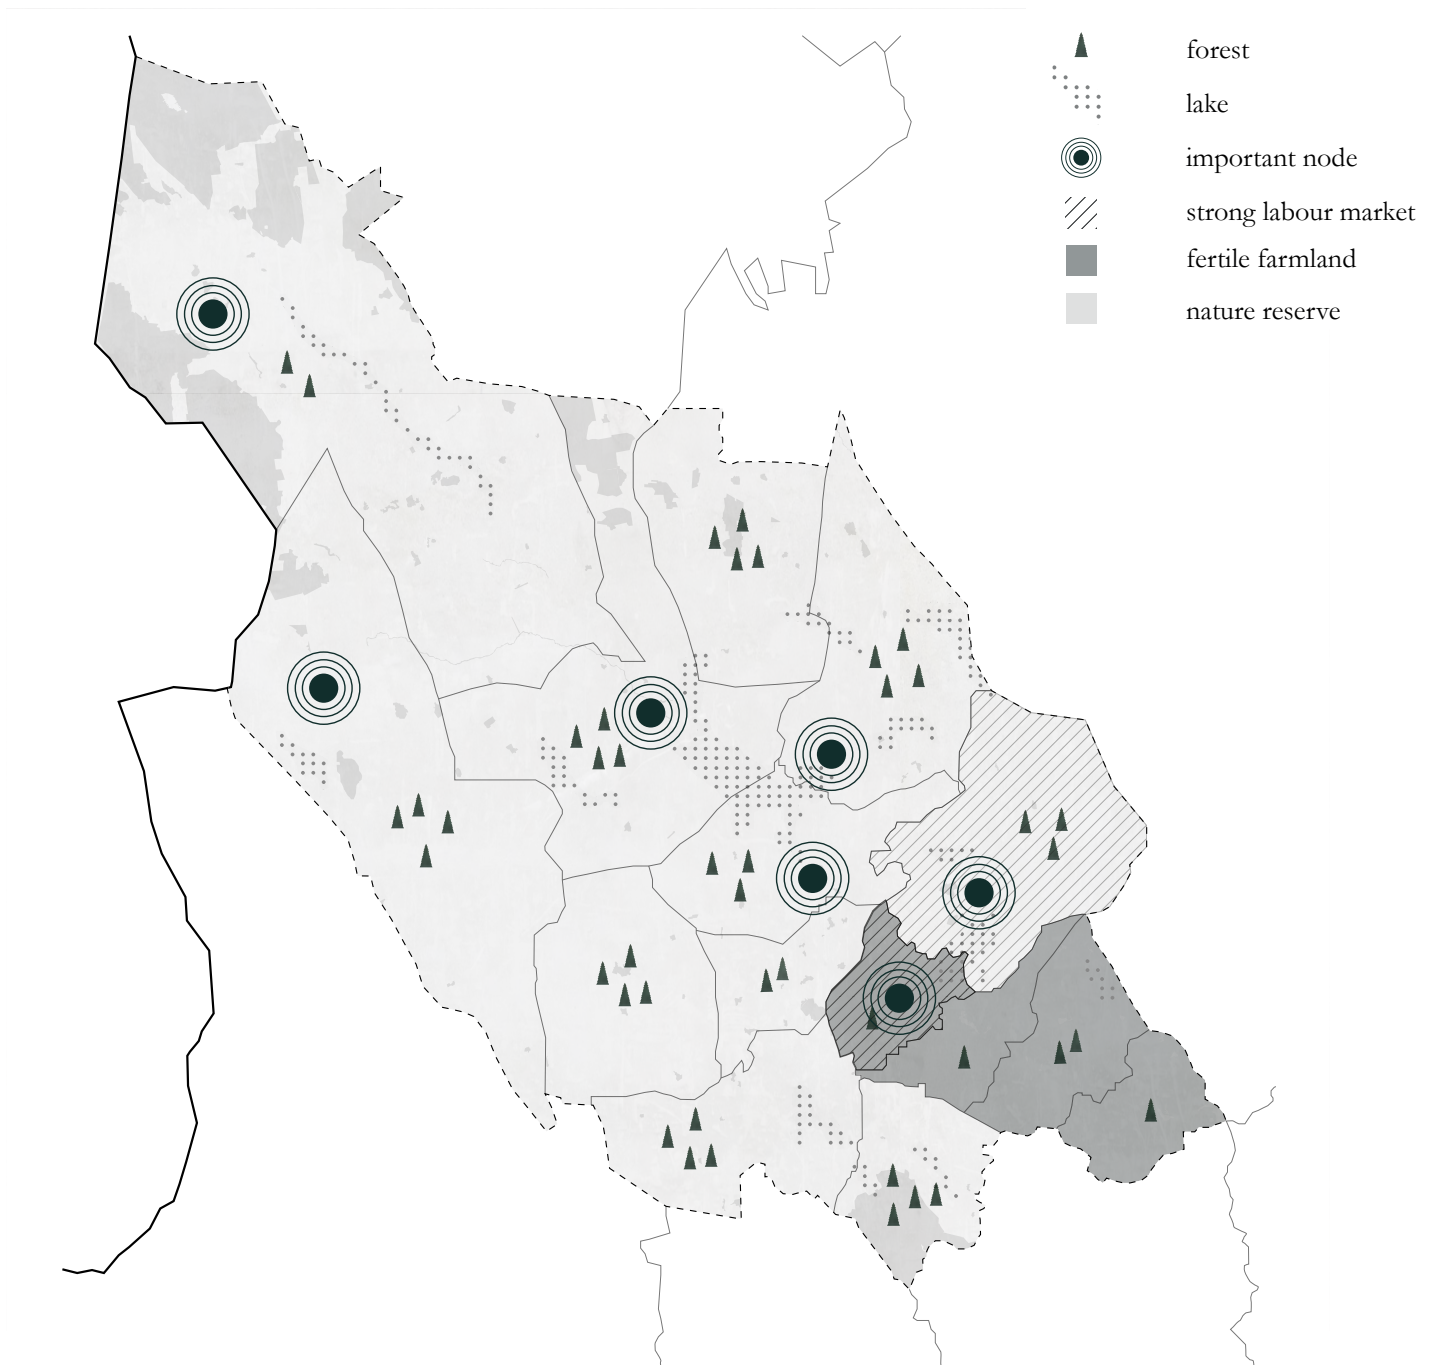 forest
lake
important node
strong labour market
fertile farmland
nature reserve